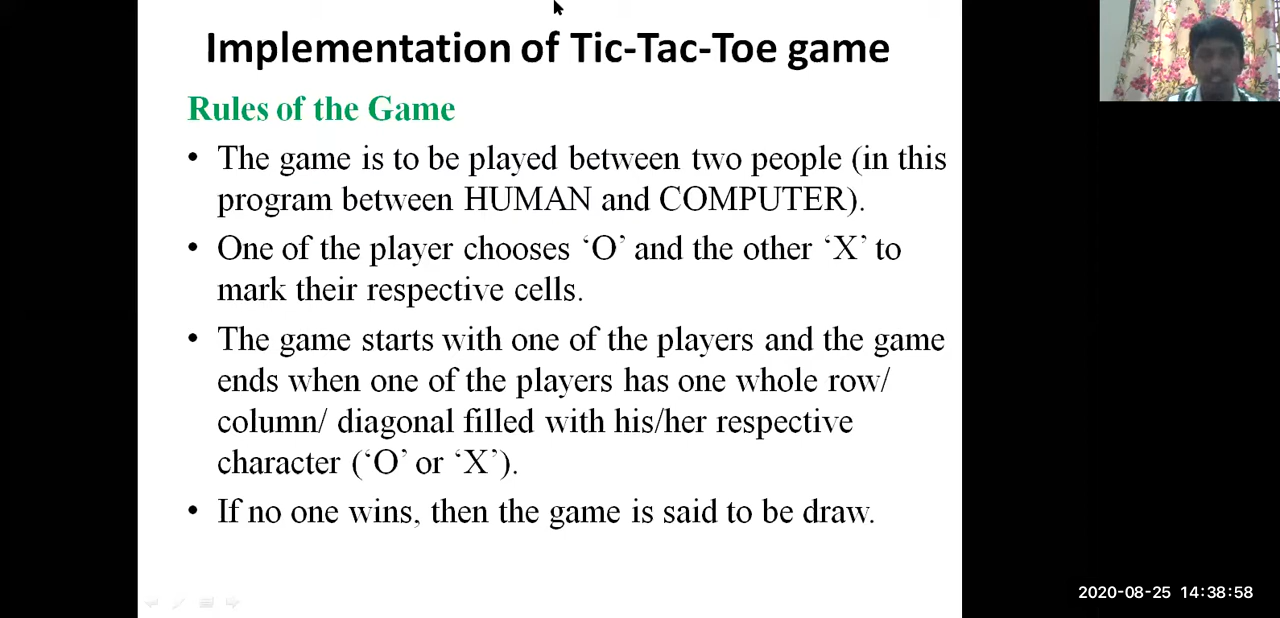 Implementation of Tic-Tac-Toe game
Rules of the Game
• The game is to be played between two people (in this
program between HUMAN and COMPUTER).
• One of the player chooses ‘O’ and the other ‘X’ to
mark their respective cells.
• The game starts with one of the players and the game
ends when one of the players has one whole row/
column/ diagonal filled with his/her respective
character (‘O’ or ‘X’).
• If no one wins, then the game is said to be draw.
2020-08-25 14:38:58